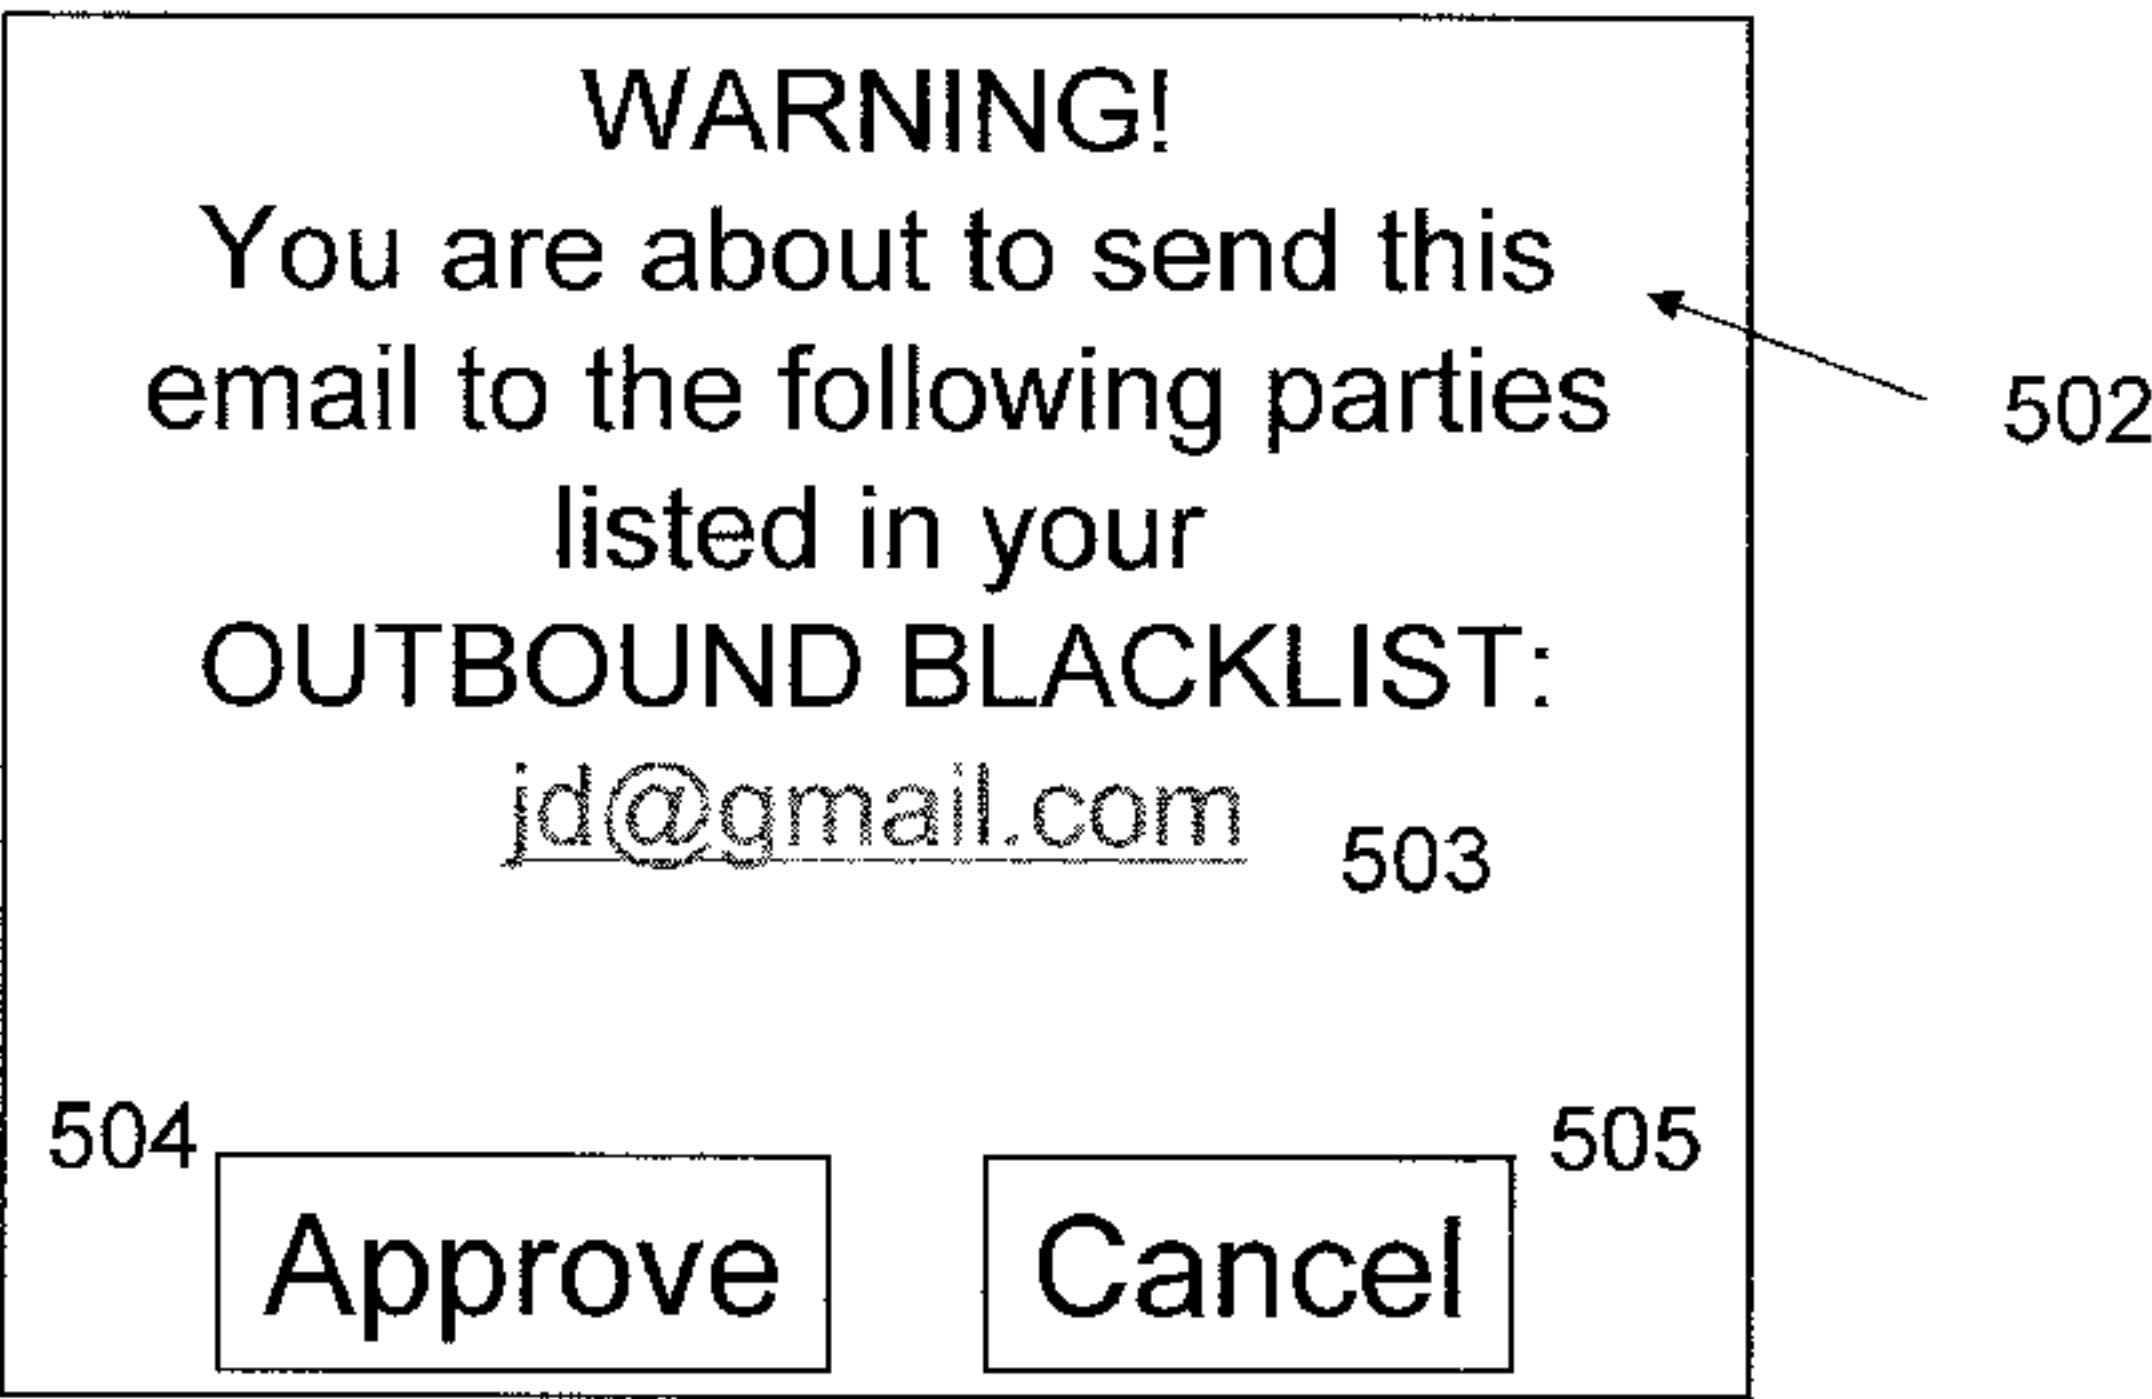 WARNING!
You are about to send this
email to the following parties
502
listed in your
OUTBOUND BLACKLIST:
jd@gmail.com
503
504
505
Approve
Cancel